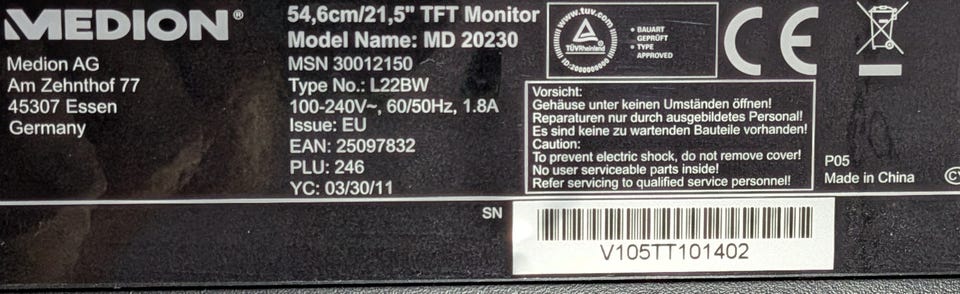 MEDION®
Medion AG
Am Zehnthof 77
45307 Essen
Germany
54,6cm/21,5" TFT Monitor
Model Name: MD 20230
MSN 30012150
Type No.: L22BW
100-240V~, 60/50Hz, 1.8A
Issue: EU
EAN: 25097832
PLU: 246
YC: 03/30/11
www.tuv.com
TÜVRheinland
ID:2000000000
• BAUART
GEPRÜFT
• TYPE
APPROVED
CE
Vorsicht:
Gehäuse unter keinen Umständen öffnen!
Reparaturen nur durch ausgebildetes Personal!
Es sind keine zu wartenden Bauteile vorhanden!
Caution:
To prevent electric shock, do not remove cover!
No user serviceable parts inside!
Refer servicing to qualified service personnel!
P05
Made in China
SN
V105TT101402